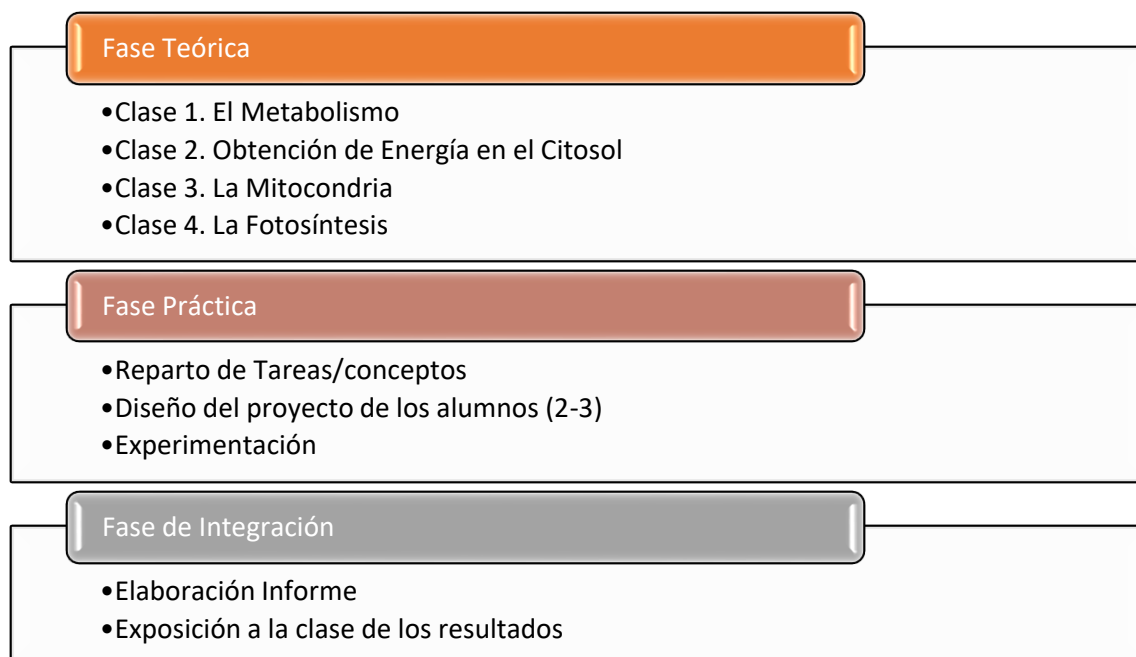 Fase Teórica
•Clase 1. El Metabolismo
•Clase 2. Obtención de Energía en el Citosol
•Clase 3. La Mitocondria
•Clase 4. La Fotosíntesis
Fase Práctica
•Reparto de Tareas/conceptos
•Diseño del proyecto de los alumnos (2-3)
•Experimentación
Fase de Integración
•Elaboración Informe
•Exposición a la clase de los resultados